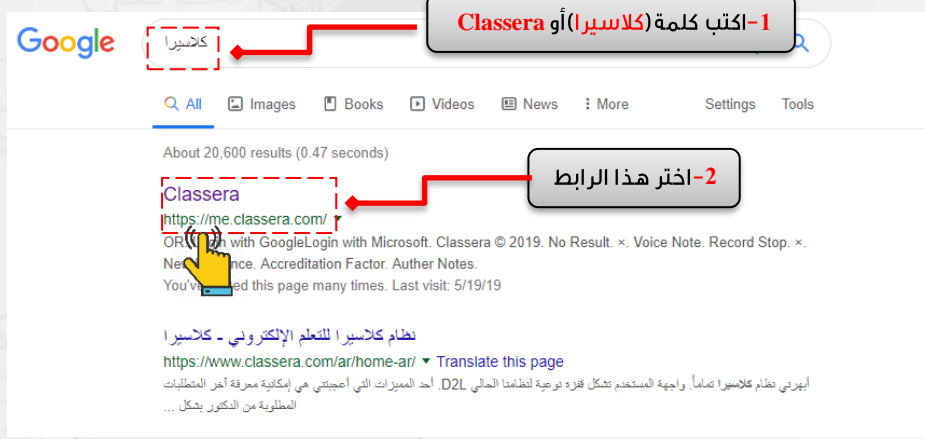 1-اكتب كلمة (كلاسيرا) أو Classera
Google
كلاسيرا
All Images Books Videos News More Settings Tools
About 20,600 results (0.47 seconds)
2-اختر هذا الرابط
Classera
https://me.classera.com/
OR with GoogleLogin with Microsoft. Classera © 2019. No Result. ×. Voice Note. Record Stop. ×.
Accreditation Factor. Auther Notes.
this page many times. Last visit: 5/19/19
نظام كلاسيرا للتعلم الإلكتروني - كلاسيرا
https://www.classera.com/ar/home-ar/ Translate this page
أبهرني نظام كلاسيرا تماماً. واجهة المستخدم تشكل قفزة نوعية لنظامنا الحالي D2L. أحد المميزات التي أعجبتني هي إمكانية معرفة آخر المتطلبات
المطلوبة من الدكتور بشكل ...